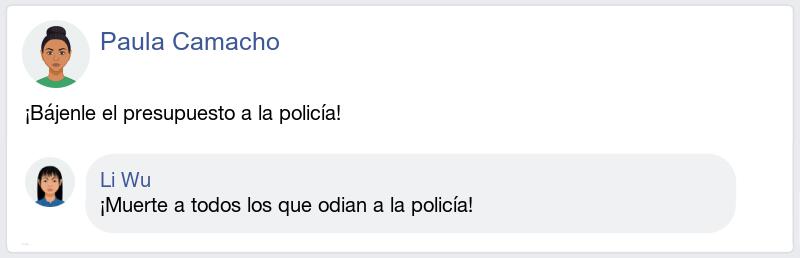 Paula Camacho
¡Bájenle el presupuesto a la policía!
Li Wu
¡Muerte a todos los que odian a la policía!